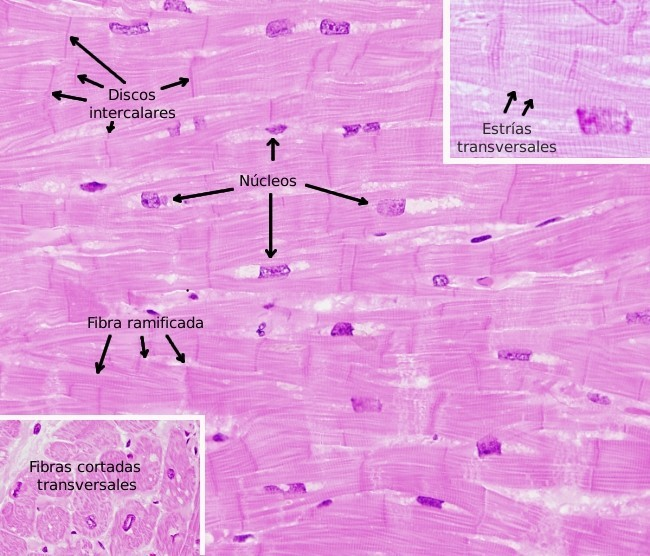 Discos
intercalares
Estrías
transversales
Núcleos
Fibra ramificada
Fibras cortadas
transversales